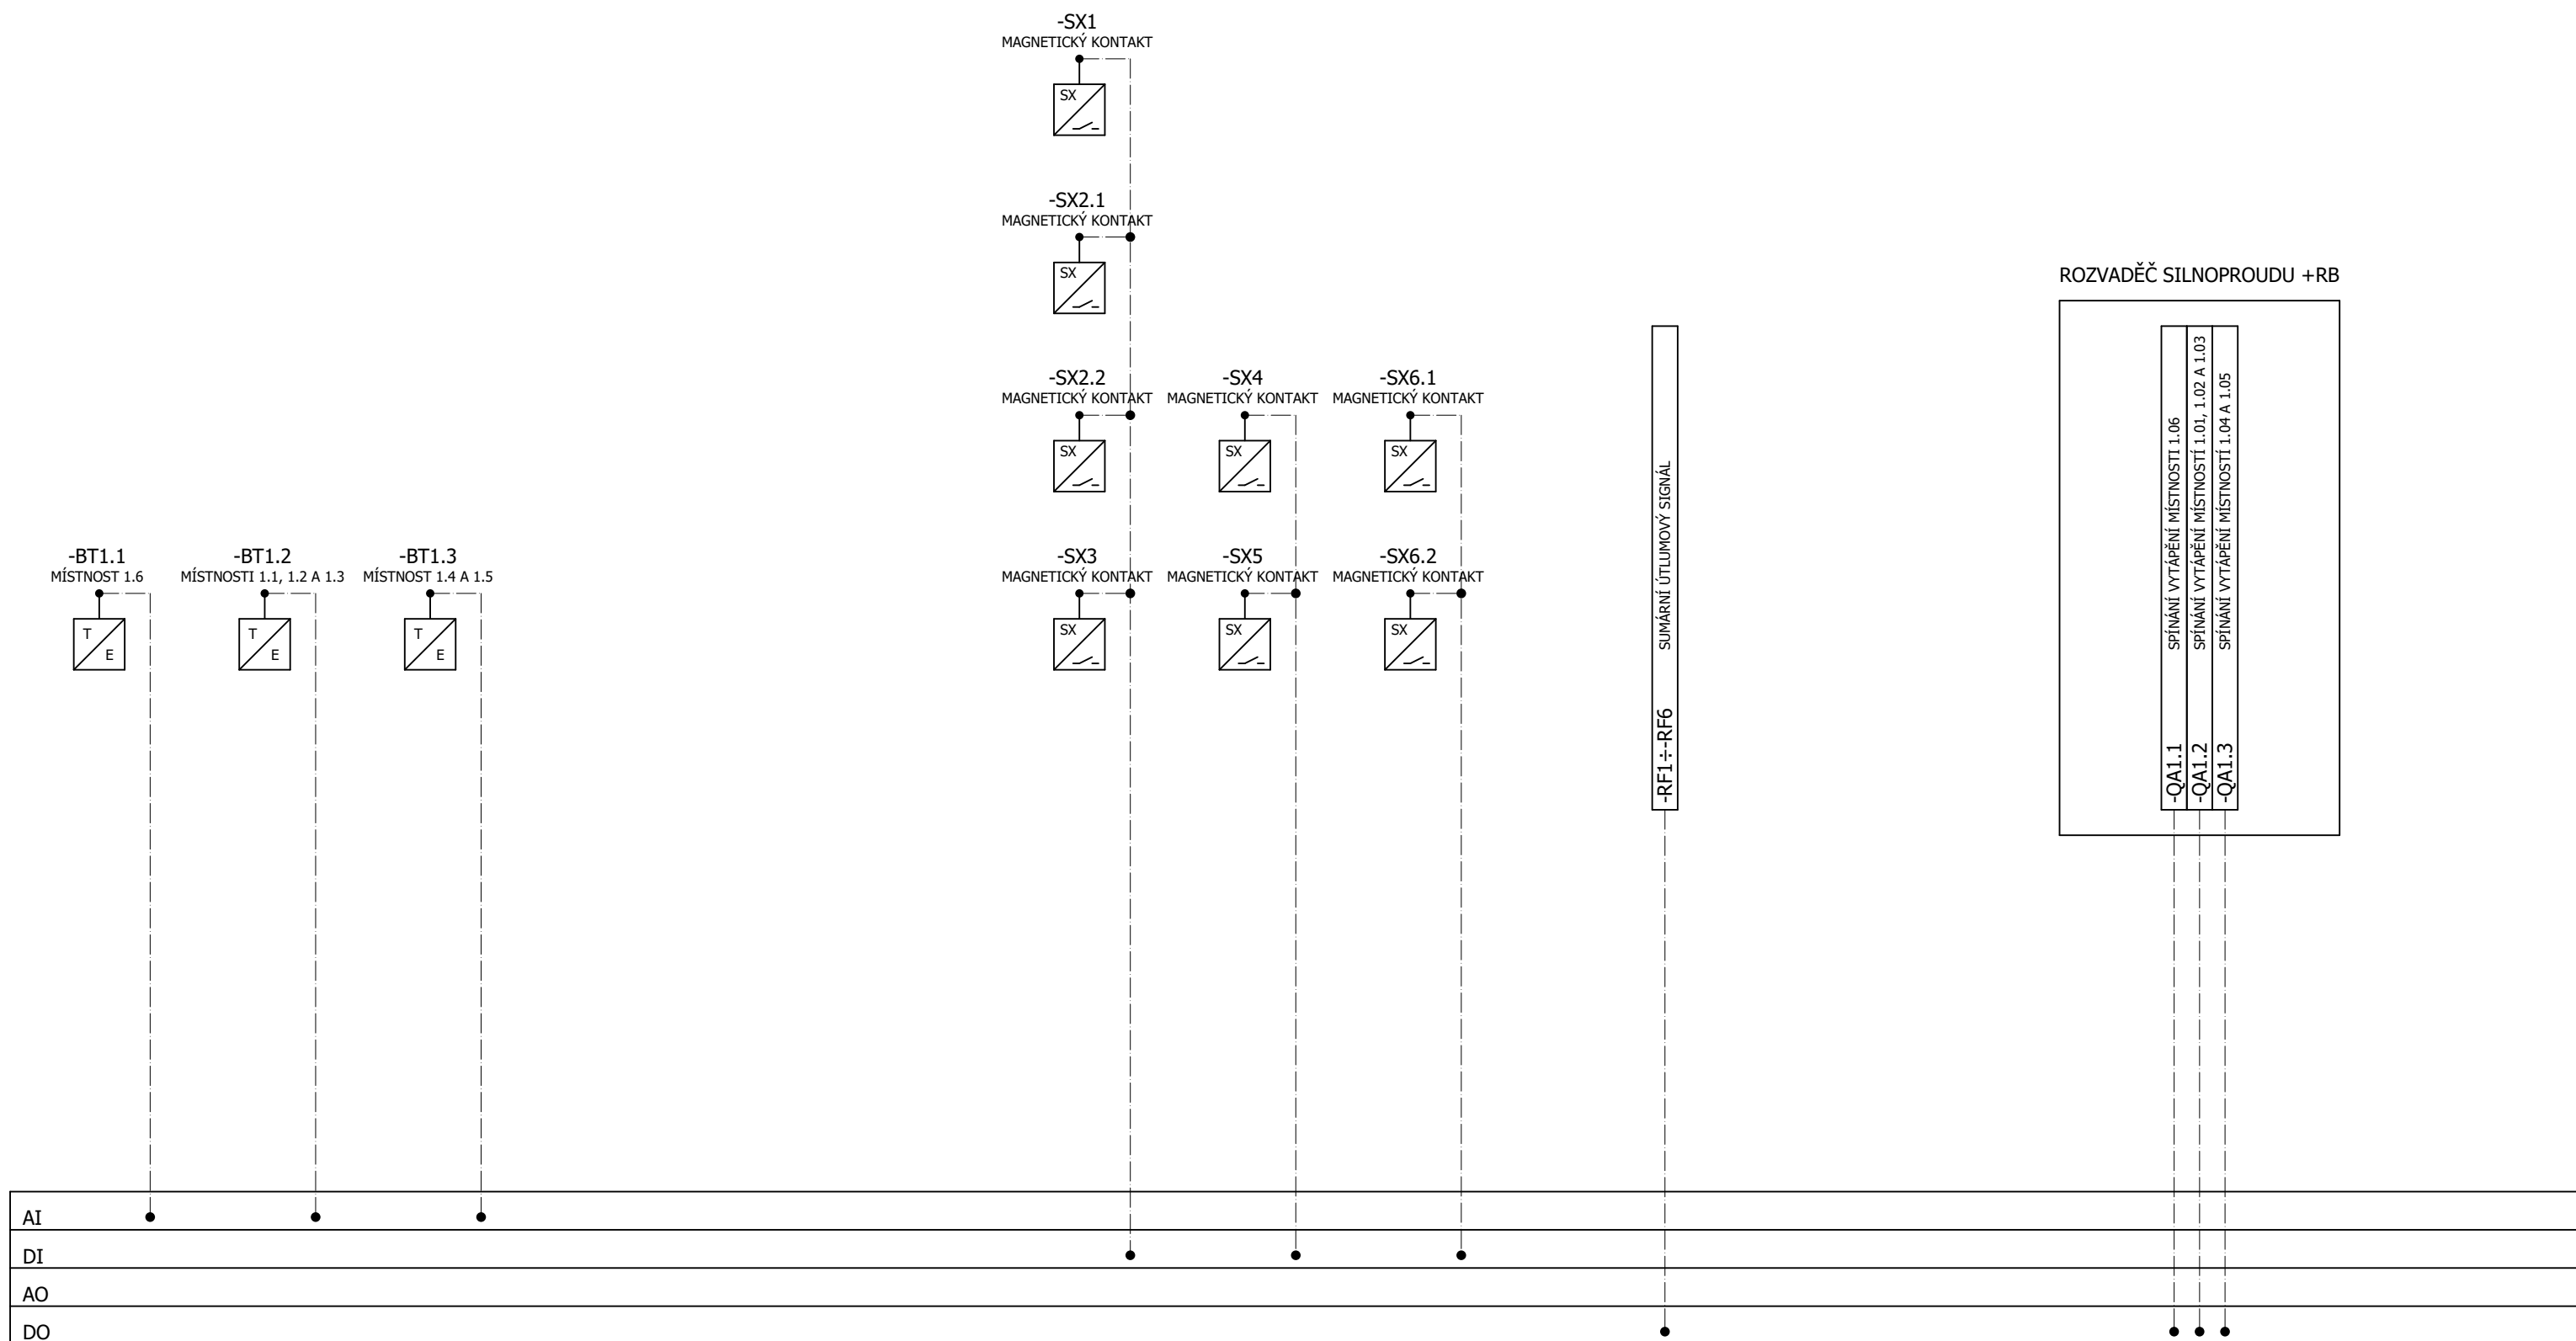 -SX1
MAGNETICKÝ KONTAKT
SX
-SX2.1
MAGNETICKÝ KONTAKT
SX
ROZVADĚČ SILNOPROUDU +RB
-SX2.2
MAGNETICKÝ KONTAKT
SX
-SX4
MAGNETICKÝ KONTAKT
SX
-SX6.1
MAGNETICKÝ KONTAKT
SX
-BT1.1
MÍSTNOST 1.6
T
E
-BT1.2
MÍSTNOSTI 1.1, 1.2 A 1.3
T
E
-BT1.3
MÍSTNOST 1.4 A 1.5
T
E
-SX3
MAGNETICKÝ KONTAKT
SX
-SX5
MAGNETICKÝ KONTAKT
SX
-SX6.2
MAGNETICKÝ KONTAKT
SX
-RF1÷-RF6 SUMÁRNÍ ÚTLUMOVÝ SIGNÁL
-QA1.1 SPÍNÁNÍ VYTÁPĚNÍ MÍSTNOSTI 1.06
-QA1.2 SPÍNÁNÍ VYTÁPĚNÍ MÍSTNOSTÍ 1.01, 1.02 A 1.03
-QA1.3 SPÍNÁNÍ VYTÁPĚNÍ MÍSTNOSTÍ 1.04 A 1.05
AI
DI
AO
DO